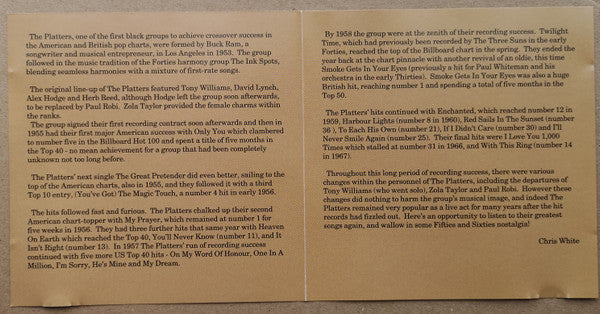 The Platters, one of the first black groups to achieve crossover success in
the American and British pop charts, were formed by Buck Ram, a
songwriter and musical entrepreneur, in Los Angeles in 1953. The group
followed in the music tradition of the Forties harmony group The Ink Spots,
blending seamless harmonies with a mixture of first-rate songs.
The original line-up of The Platters featured Tony Williams, David Lynch,
Alex Hodge and Herb Reed, although Hodge left the group soon afterwards,
to be replaced by Paul Robi. Zola Taylor provided the female charms within
the ranks.
The group signed their first recording contract soon afterwards and then in
1955 had their first major American success with Only You which clambered
to number five in the Billboard Hot 100 and spent a title of five months in
the Top 40 - no mean achievement for a group that had been completely
unknown not too long before.
The Platters' next single The Great Pretender did even better, sailing to the
top of the American charts, also in 1955, and they followed it with a third
Top 10 entry, (You've Got) The Magic Touch, a number 4 hit in early 1956.
The hits followed fast and furious. The Platters chalked up their second
American chart-topper with My Prayer, which remained at number 1 for
five weeks in 1956. They had three further hits that same year with Heaven
On Earth which reached the Top 40, You'll Never Know (number 11), and It
Isn't Right (number 13). In 1957 The Platters' run of recording success
continued with five more US Top 40 hits - On My Word Of Honour, One In A
Million, I'm Sorry, He's Mine and My Dream.
By 1958 the group were at the zenith of their recording success. Twilight
Time, which had previously been recorded by The Three Suns in the early
Forties, reached the top of the Billboard chart in the spring. They ended the
year back at the chart pinnacle with another revival of an oldie, this time
Smoke Gets In Your Eyes (previously a hit for Paul Whiteman and his
orchestra in the early Thirties). Smoke Gets In Your Eyes was also a huge
British hit, reaching number 1 and spending a total of five months in the
Top 50.
The Platters' hits continued with Enchanted, which reached number 12 in
1959, Harbour Lights (number 8 in 1960), Red Sails In The Sunset (number
36 ), To Each His Own (number 21), If I Didn't Care (number 30) and I'll
Never Smile Again (number 25). Their final hits were I Love You 1,000
Times which stalled at number 31 in 1966, and With This Ring (number 14
in 1967).
Throughout this long period of recording success, there were various
changes within the personnel of The Platters, including the departures of
Tony Williams (who went solo), Zola Taylor and Paul Robi. However these
changes did nothing to harm the group's musical image, and indeed The
Platters remained very popular as a live act for many years after the hit
records had fizzled out. Here's an opportunity to listen to their greatest
songs again, and wallow in some Fifties and Sixties nostalgia!
Chris White